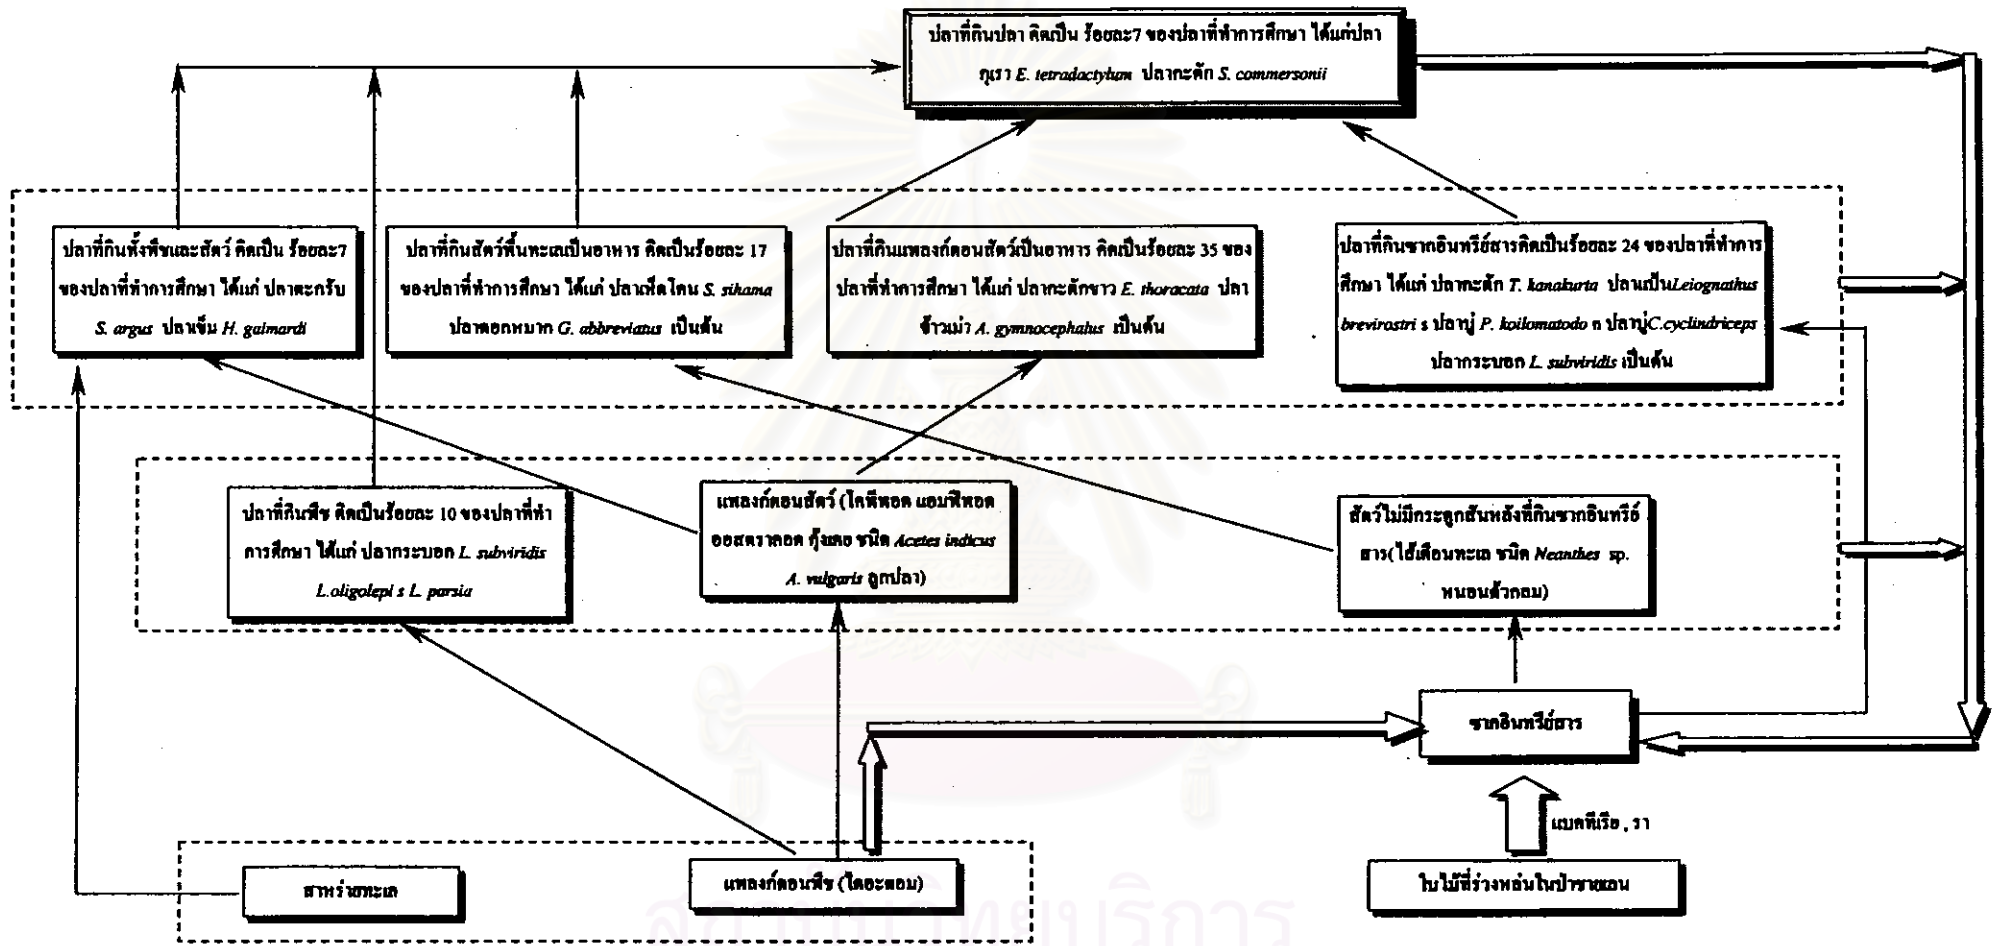 ปลาที่กินปลา คิดเป็น ร้อยละ7 ของปลาที่ทำการศึกษา ได้แก่ปลา
กุเรา E. tetradactylum ปลากะตัก S. commersonii
ปลาที่กินทั้งพืชและสัตว์ คิดเป็น ร้อยละ7
ของปลาที่ทำการศึกษา ได้แก่ ปลาตะกรับ
S. argus ปลาเข็ม H. gaimardi
ปลาที่กินสัตว์พื้นทะเลเป็นอาหาร คิดเป็นร้อยละ 17
ของปลาที่ทำการศึกษา ได้แก่ ปลาเห็ดโคน S. sihama
ปลาดอกหมาก G. abbreviatus เป็นต้น
ปลาที่กินแพลงก์ตอนสัตว์เป็นอาหาร คิดเป็นร้อยละ 35 ของ
ปลาที่ทำการศึกษา ได้แก่ ปลากะตักขาว E. thoracata ปลา
ข้าวเม่า A. gymnocephalus เป็นต้น
ปลาที่กินซากอินทรีย์สารคิดเป็นร้อยละ 24 ของปลาที่ทำการ
ศึกษา ได้แก่ ปลากะตัก T. kanakurta ปลาแป้นLeiognathus
brevirostri s ปลาบู่ P. koilomatodo n ปลาบู่C.cyclindriceps
ปลากระบอก L. subviridis เป็นต้น
ปลาที่กินพืช คิดเป็นร้อยละ 10 ของปลาที่ทำ
การศึกษา ได้แก่ ปลากระบอก L. subviridis
L.oligolepi s L. parsia
แพลงก์ตอนสัตว์ (โคพีพอด แอมฟิพอด
ออสตราคอด กุ้งเคย ชนิด Acetes indicus
A. vulgaris ลูกปลา)
สัตว์ไม่มีกระดูกสันหลังที่กินซากอินทรีย์
สาร(ไส้เดือนทะเล ชนิด Neanthes sp.
หนอนตัวกลม)
ซากอินทรีย์สาร
แบคทีเรีย , รา
สาหร่ายทะเล
แพลงก์ตอนพืช (ไดอะตอม)
ใบไม้ที่ร่วงหล่นในป่าชายเลน
สถาบันวิทยบริการ